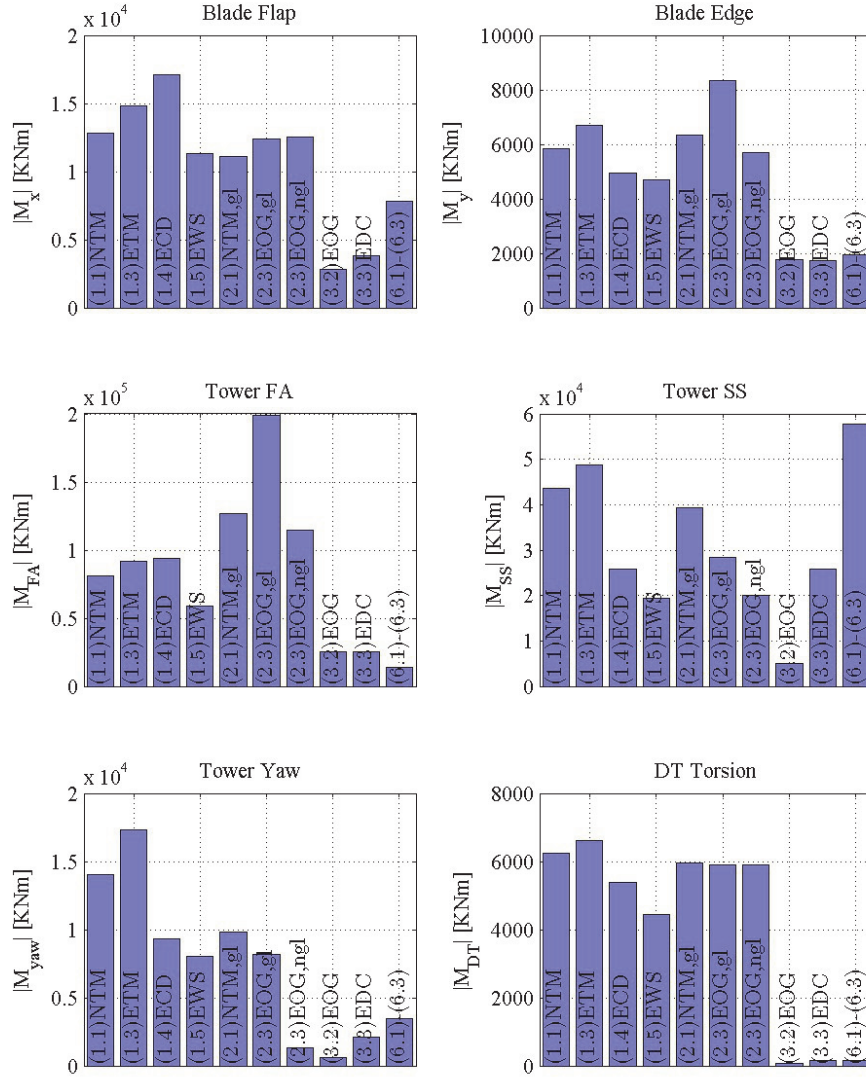 x 10⁴ Blade Flap
2
1.5
1
0.5
0
|Mₓ| [KNm]
(1.1)NTM
(1.3)ETM
(1.4)ECD
(1.5)EWS
(2.1)NTM,gl
(2.3)EOG,gl
(2.3)EOG,ngl
(3.2)EOG
(3.3)EDC
(6.1)-(6.3)
Blade Edge
10000
8000
6000
4000
2000
0
|M_y| [KNm]
(1.1)NTM
(1.3)ETM
(1.4)ECD
(1.5)EWS
(2.1)NTM,gl
(2.3)EOG,gl
(2.3)EOG,ngl
(3.2)EOG
(3.3)EDC
(6.1)-(6.3)
x 10⁵ Tower FA
2
1.5
1
0.5
0
|M_FA| [KNm]
(1.1)NTM
(1.3)ETM
(1.4)ECD
(1.5)EWS
(2.1)NTM,gl
(2.3)EOG,gl
(2.3)EOG,ngl
(3.2)EOG
(3.3)EDC
(6.1)-(6.3)
x 10⁴ Tower SS
6
5
4
3
2
1
0
|M_SS| [KNm]
(1.1)NTM
(1.3)ETM
(1.4)ECD
(1.5)EWS
(2.1)NTM,gl
(2.3)EOG,gl
(2.3)EOG,ngl
(3.2)EOG
(3.3)EDC
(6.1)-(6.3)
x 10⁴ Tower Yaw
2
1.5
1
0.5
0
|M_yaw| [KNm]
(1.1)NTM
(1.3)ETM
(1.4)ECD
(1.5)EWS
(2.1)NTM,gl
(2.3)EOG,gl
(2.3)EOG,ngl
(3.2)EOG
(3.3)EDC
(6.1)-(6.3)
DT Torsion
8000
6000
4000
2000
0
|M_DT| [KNm]
(1.1)NTM
(1.3)ETM
(1.4)ECD
(1.5)EWS
(2.1)NTM,gl
(2.3)EOG,gl
(2.3)EOG,ngl
(3.2)EOG
(3.3)EDC
(6.1)-(6.3)